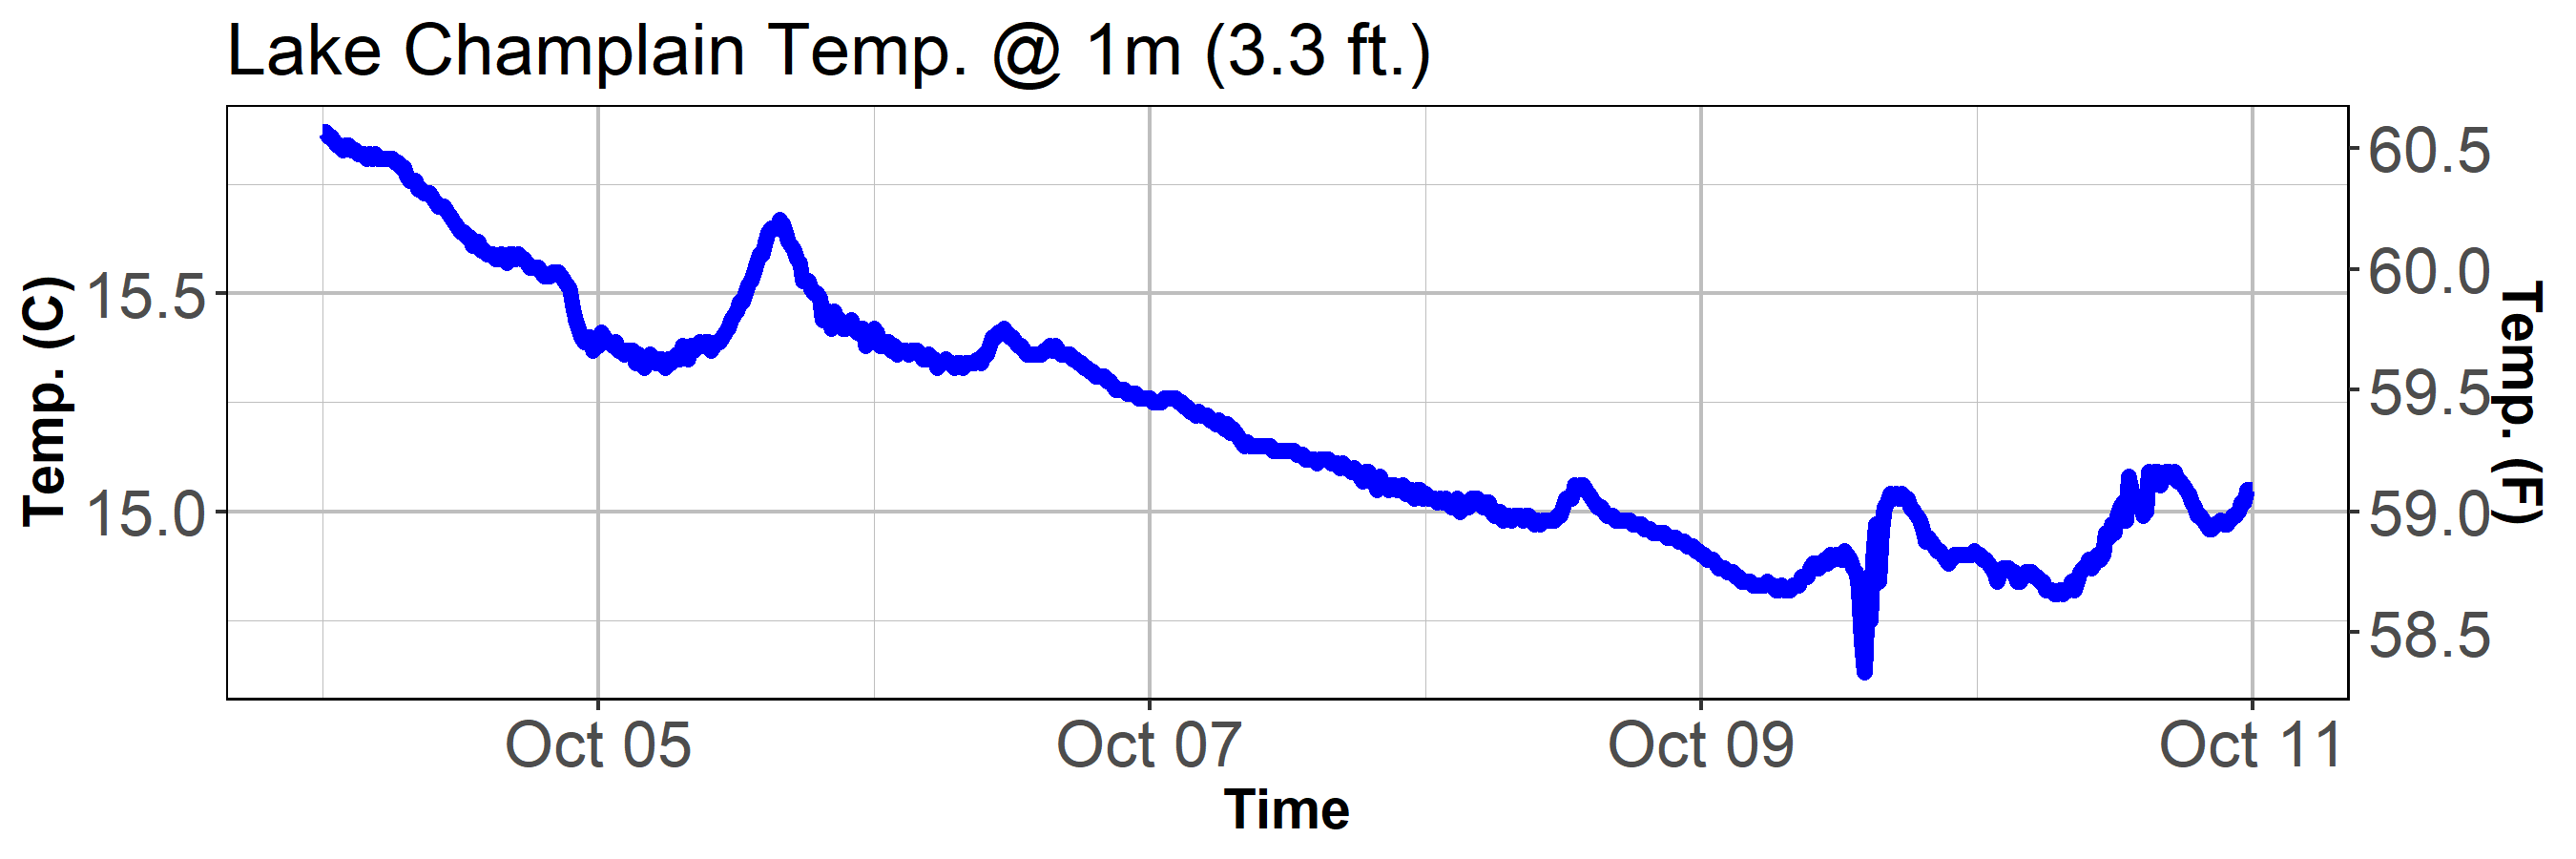 Lake Champlain Temp. @ 1m (3.3 ft.)
Temp. (C)
15.5
15.0
60.5
60.0
59.5
59.0
58.5
Temp. (F)
Oct 05
Oct 07
Oct 09
Oct 11
Time